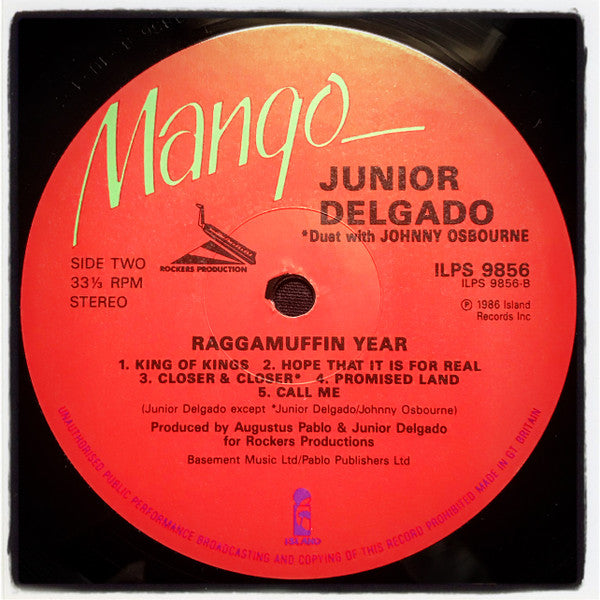 Mango
JUNIOR
DELGADO
*Duet with JOHNNY OSBOURNE
SIDE TWO
33⅓ RPM
STEREO
ROCKERS PRODUCTION
ILPS 9856
ILPS 9856-B
℗ 1986 Island
Records Inc
RAGGAMUFFIN YEAR
1. KING OF KINGS 2. HOPE THAT IT IS FOR REAL
3. CLOSER & CLOSER* 4. PROMISED LAND
5. CALL ME
(Junior Delgado except *Junior Delgado/Johnny Osbourne)
Produced by Augustus Pablo & Junior Delgado
for Rockers Productions
Basement Music Ltd/Pablo Publishers Ltd
ISLAND
UNAUTHORISED PUBLIC PERFORMANCE BROADCASTING AND COPYING OF THIS RECORD PROHIBITED MADE IN GT BRITAIN